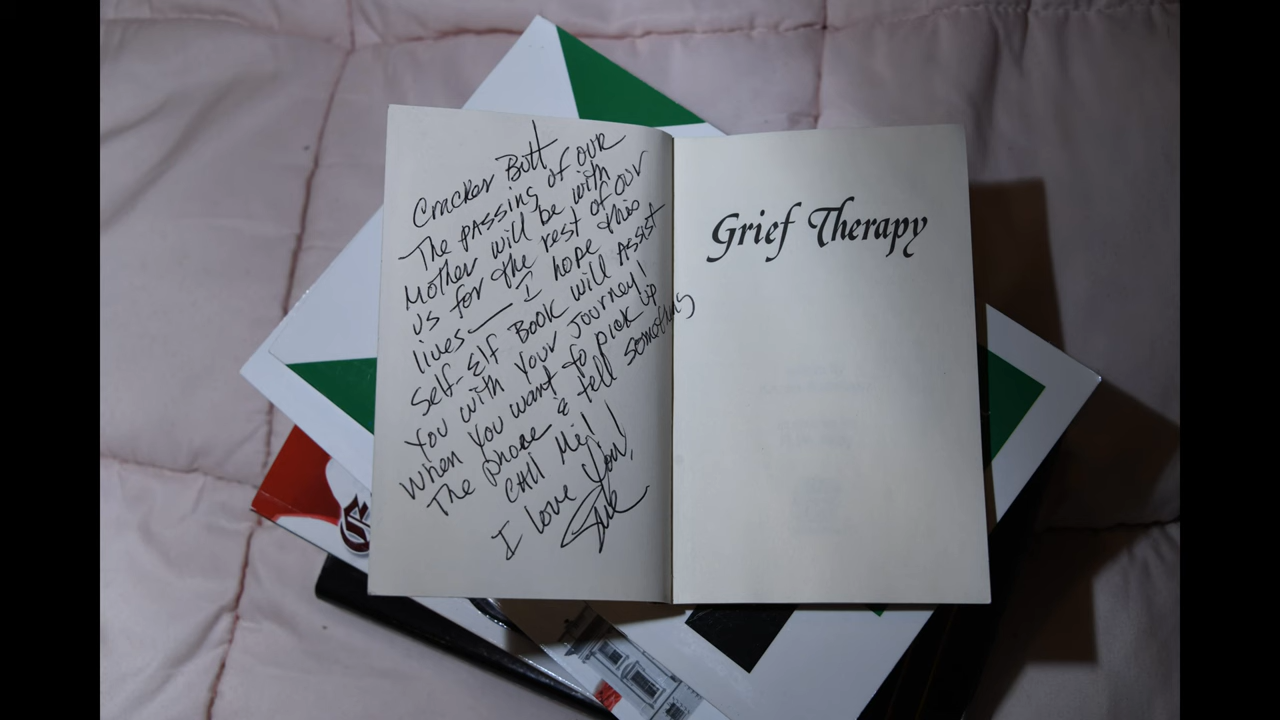 Cracker Butt
The passing of our
Mother will be with
us for the rest of our
lives — I hope this
Self-Elf Book will Assist
You with Your Journey!
When You want to pick up
The phone & tell something
CAll Me!
I love You!
Grief Therapy